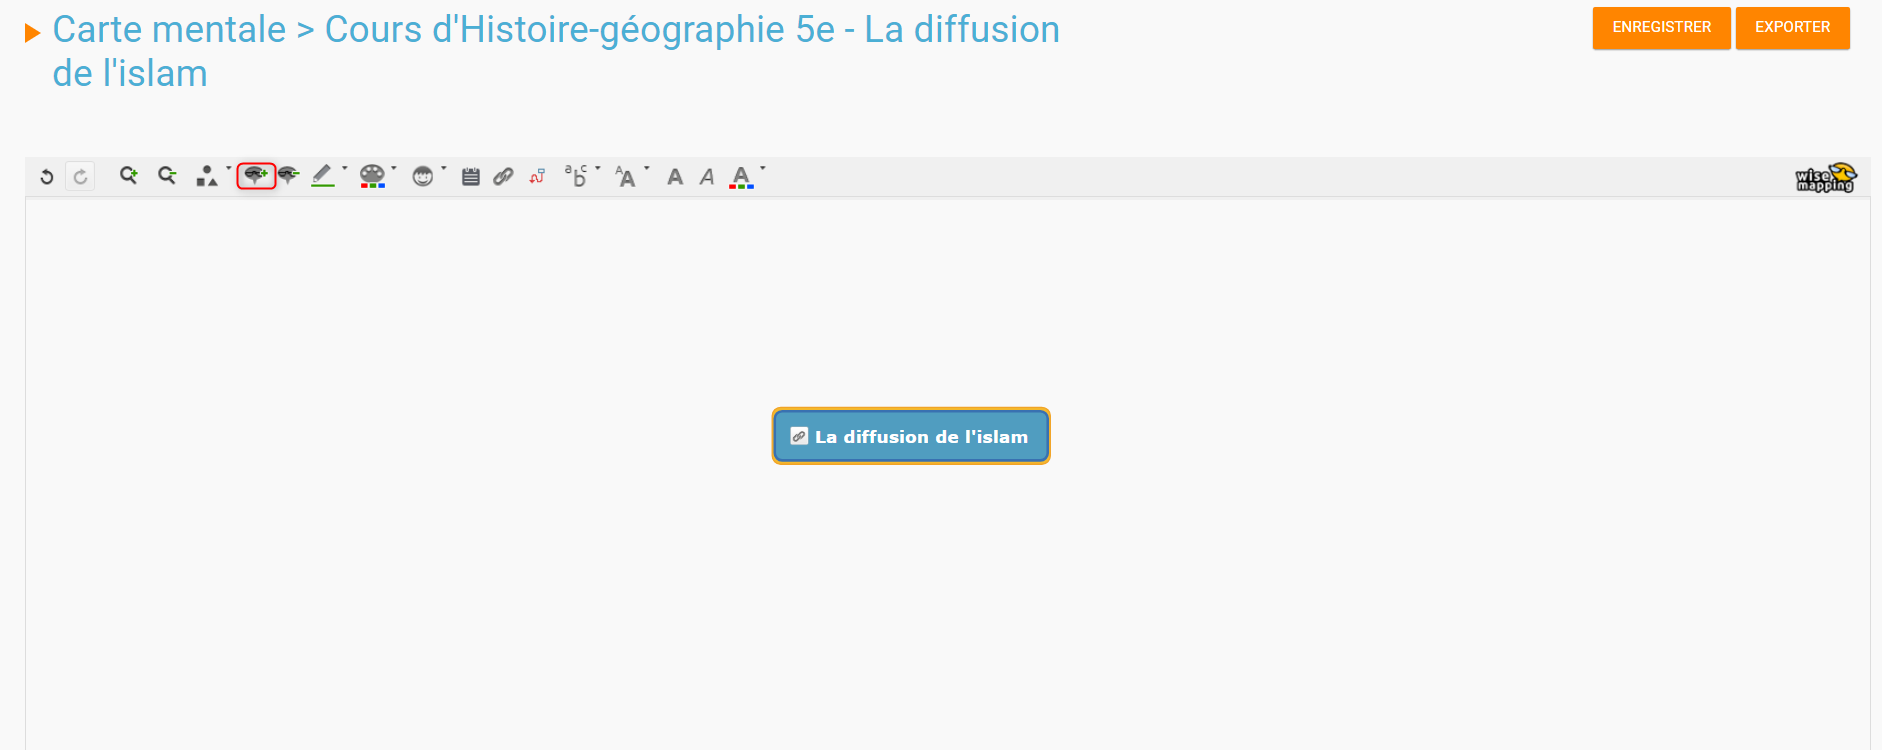 Carte mentale > Cours d'Histoire-géographie 5e - La diffusion
de l'islam
ENREGISTRER
EXPORTER
a b c
A A
A
A
A
wise
mapping
La diffusion de l'islam